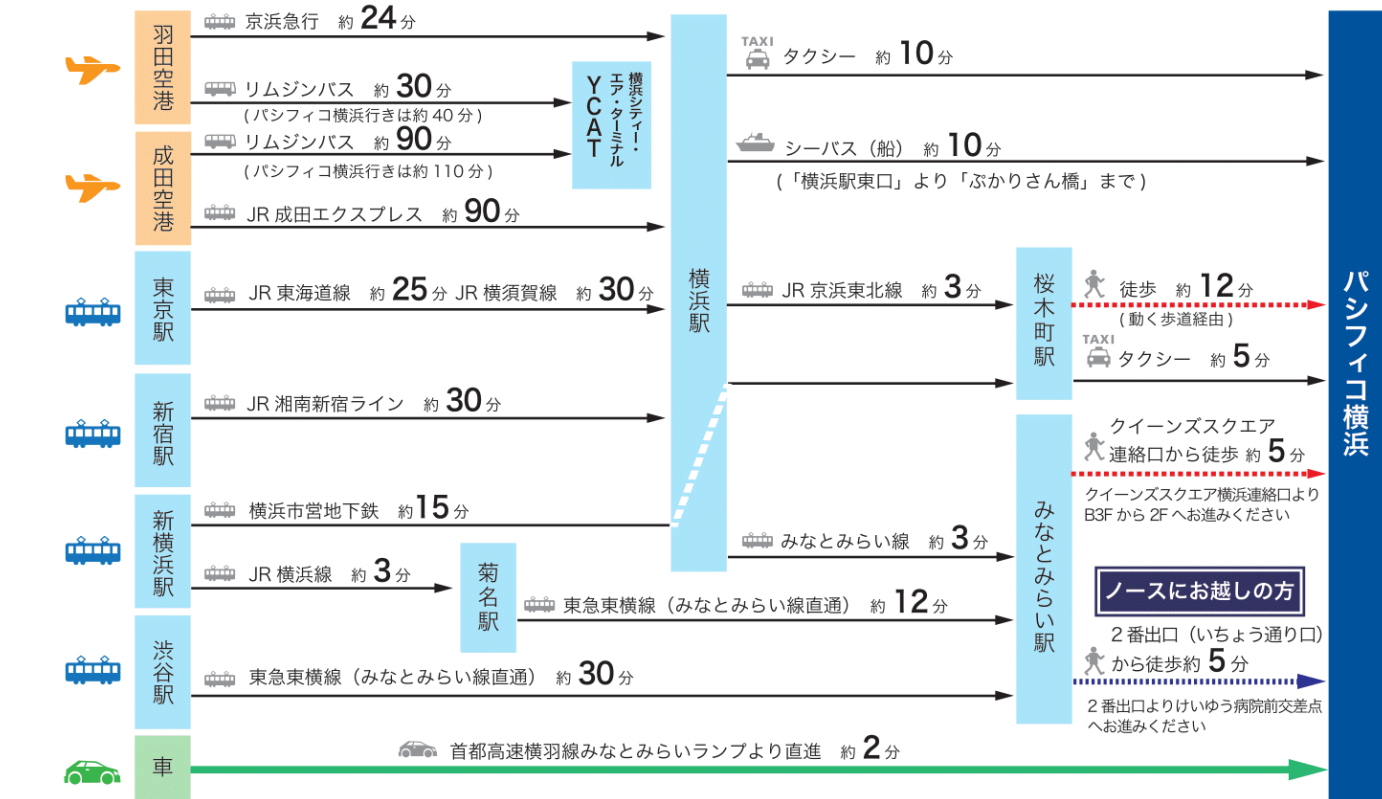 羽田空港
京浜急行 約24分
リムジンバス 約30分
(パシフィコ横浜行きは約40分)
成田空港
リムジンバス 約90分
(パシフィコ横浜行きは約110分)
JR成田エクスプレス 約90分
横浜シティー・
エア・ターミナル
YCAT
東京駅
JR東海道線 約25分 JR横須賀線 約30分
新宿駅
JR湘南新宿ライン 約30分
新横浜駅
横浜市営地下鉄 約15分
JR横浜線 約3分
菊名駅
東急東横線（みなとみらい線直通） 約12分
渋谷駅
東急東横線（みなとみらい線直通） 約30分
車
首都高速横羽線みなとみらいランプより直進 約2分
横浜駅
TAXI
タクシー 約10分
シーバス（船） 約10分
(「横浜駅東口」より「ぷかりさん橋」まで)
JR京浜東北線 約3分
みなとみらい線 約3分
桜木町駅
徒歩 約12分
(動く歩道経由)
TAXI
タクシー 約5分
みなとみらい駅
クイーンズスクエア
連絡口から徒歩 約5分
クイーンズスクエア横浜連絡口より
B3Fから2Fへお進みください
ノースにお越しの方
2番出口（いちょう通り口）
から徒歩約5分
2番出口よりけいゆう病院前交差点
へお進みください
パシフィコ横浜